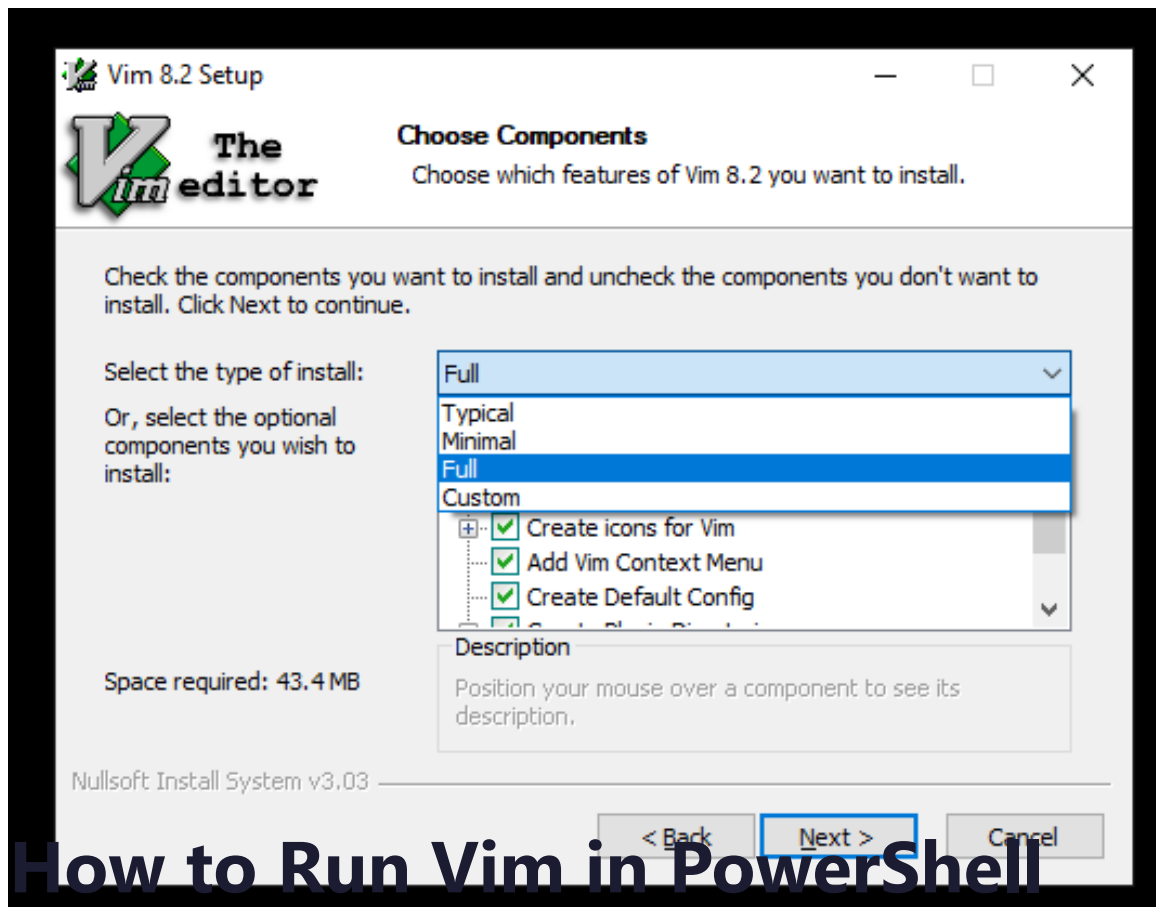 Vim 8.2 Setup
The
editor
Vim
Choose Components
Choose which features of Vim 8.2 you want to install.
Check the components you want to install and uncheck the components you don't want to
install. Click Next to continue.
Select the type of install:
Full
Or, select the optional
components you wish to
install:
Typical
Minimal
Full
Custom
Create icons for Vim
Add Vim Context Menu
Create Default Config
Space required: 43.4 MB
Description
Position your mouse over a component to see its
description.
Nullsoft Install System v3.03
< Back
Next >
Cancel
How to Run Vim in PowerShell